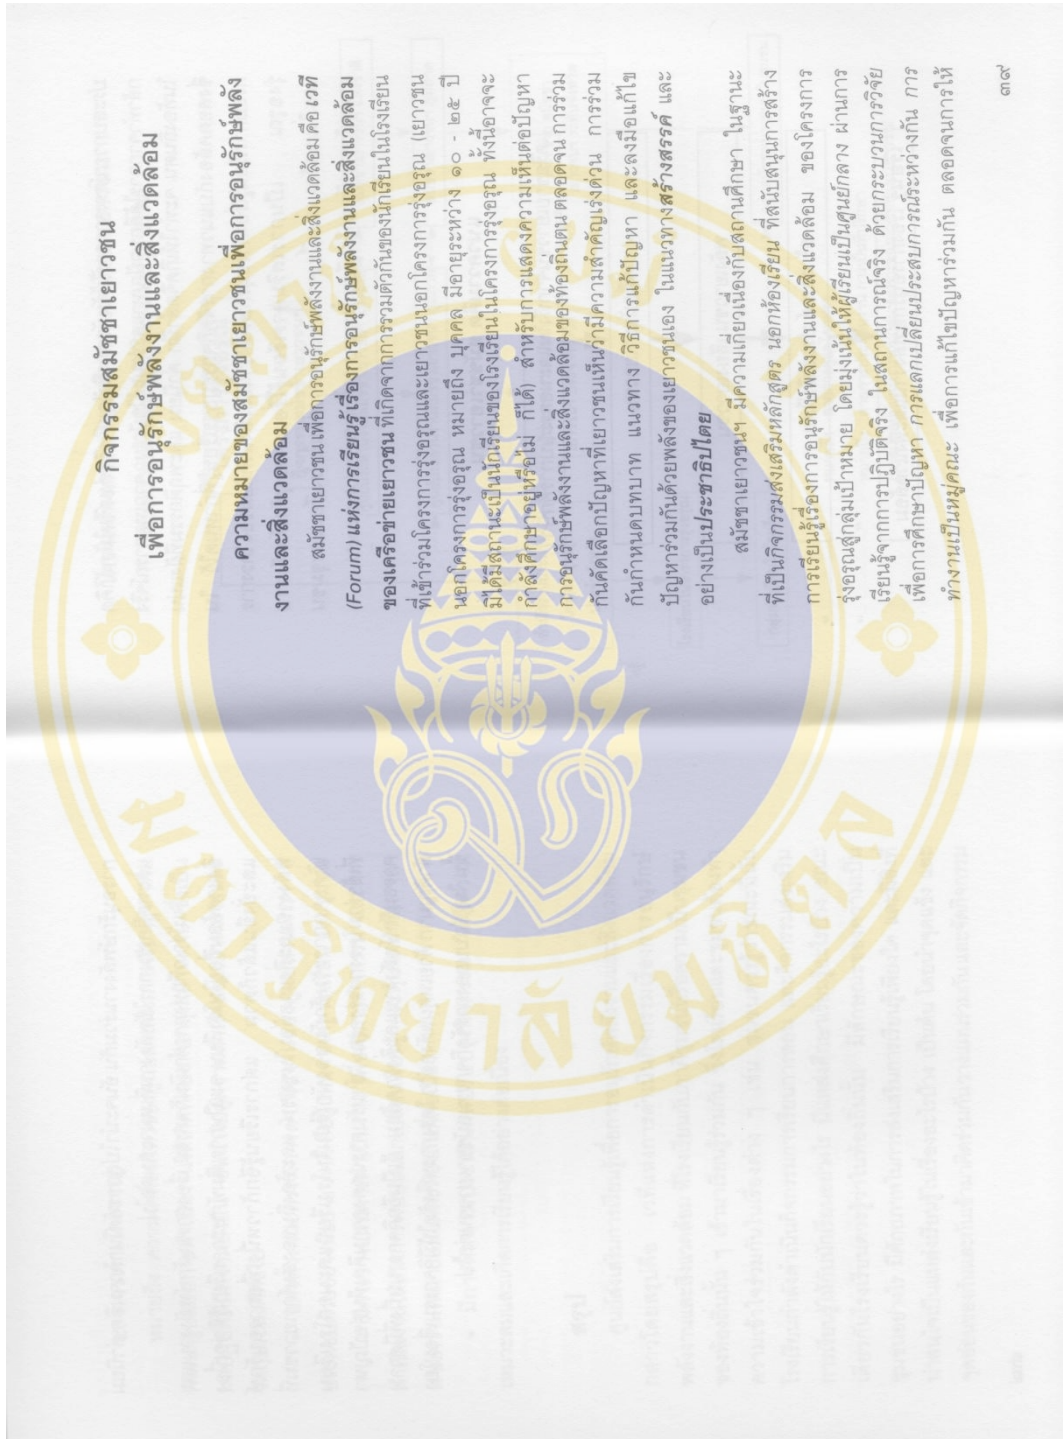 กิจกรรมสมัชชาเยาวชน
เพื่อการอนุรักษ์พลังงานและสิ่งแวดล้อม
ความหมายของสมัชชาเยาวชนเพื่อการอนุรักษ์พลัง
งานและสิ่งแวดล้อม
สมัชชาเยาวชน เพื่อการอนุรักษ์พลังงานและสิ่งแวดล้อม คือ เวที
(Forum) แห่งการเรียนรู้ เรื่องการอนุรักษ์พลังงานและสิ่งแวดล้อม
ของเครือข่ายเยาวชน ที่เกิดจากการรวมตัวกันของนักเรียนในโรงเรียน
ที่เข้าร่วมโครงการรุ่งอรุณและเยาวชนนอกโครงการรุ่งอรุณ (เยาวชน
นอกโครงการรุ่งอรุณ หมายถึง บุคคล มีอายุระหว่าง ๑๐ - ๒๕ ปี
มิได้มีสถานะเป็นนักเรียนของโรงเรียนในโครงการรุ่งอรุณ ทั้งนี้อาจจะ
กำลังศึกษาอยู่หรือไม่ ก็ได้) สำหรับการแสดงความเห็นต่อปัญหา
การอนุรักษ์พลังงานและสิ่งแวดล้อมของท้องถิ่นตน ตลอดจน การร่วม
กันคัดเลือกปัญหาที่เยาวชนเห็นว่ามีความสำคัญเร่งด่วน การร่วม
กันกำหนดบทบาท แนวทาง วิธีการแก้ปัญหา และลงมือแก้ไข
ปัญหาร่วมกันด้วยพลังของเยาวชนเอง ในแนวทางสร้างสรรค์ และ
อย่างเป็นประชาธิปไตย
สมัชชาเยาวชนฯ มีความเกี่ยวเนื่องกับสถานศึกษา ในฐานะ
ที่เป็นกิจกรรมส่งเสริมหลักสูตร นอกห้องเรียน ที่สนับสนุนการสร้าง
การเรียนรู้เรื่องการอนุรักษ์พลังงานและสิ่งแวดล้อม ของโครงการ
รุ่งอรุณสู่กลุ่มเป้าหมาย โดยมุ่งเน้นให้ผู้เรียนเป็นศูนย์กลาง ผ่านการ
เรียนรู้จากการปฏิบัติจริง ในสถานการณ์จริง ด้วยกระบวนการวิจัย
เพื่อการศึกษาปัญหา การแลกเปลี่ยนประสบการณ์ระหว่างกัน การ
ทำงานเป็นหมู่คณะ เพื่อการแก้ไขปัญหาร่วมกัน ตลอดจนการให้
๓๙
มหาวิทยาลัยมหิดล